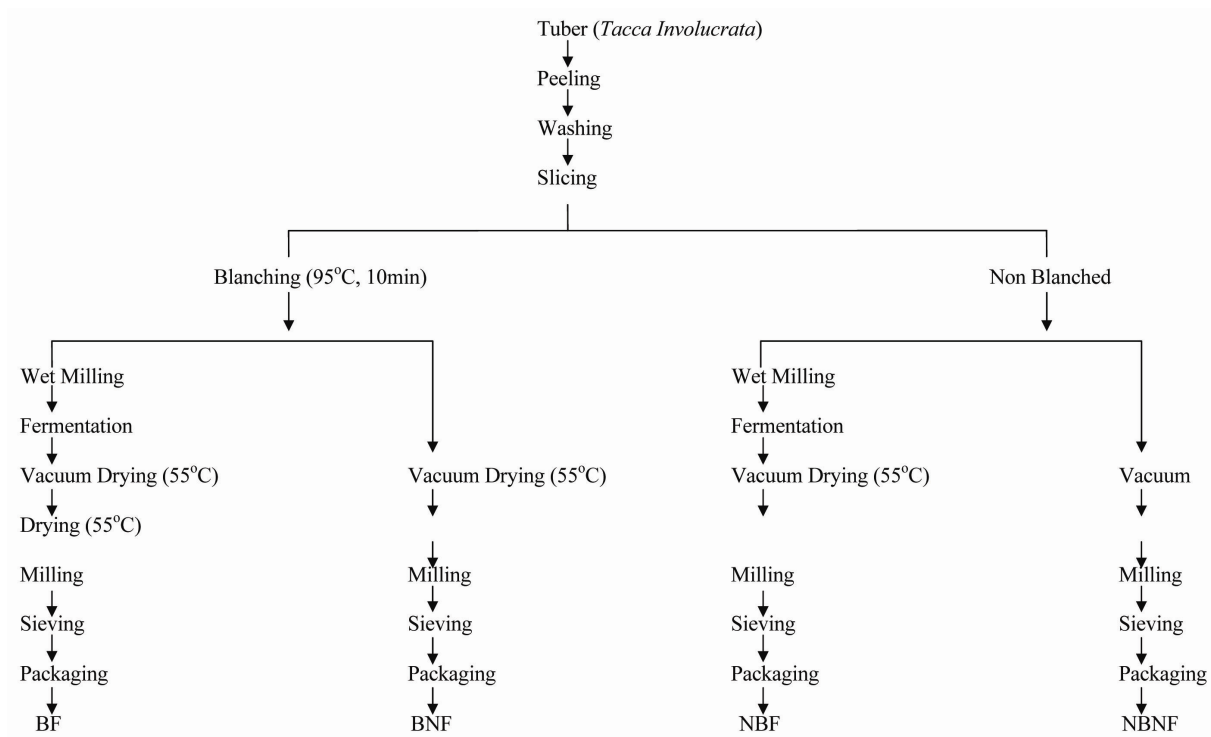 Tuber (Tacca Involucrata)
Peeling
Washing
Slicing
Blanching (95°C, 10min)
Non Blanched
Wet Milling
Fermentation
Vacuum Drying (55°C)
Drying (55°C)
Milling
Sieving
Packaging
BF
Vacuum Drying (55°C)
Milling
Sieving
Packaging
BNF
Wet Milling
Fermentation
Vacuum Drying (55°C)
Milling
Sieving
Packaging
NBF
Vacuum
Milling
Sieving
Packaging
NBNF